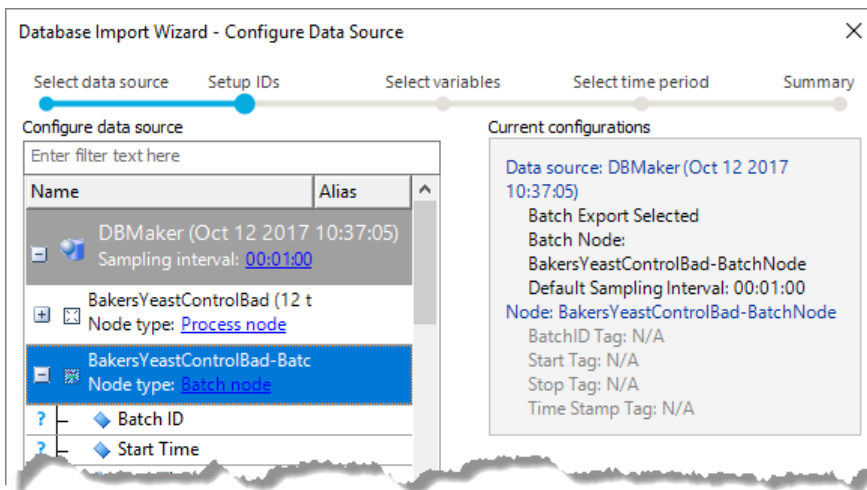 Database Import Wizard - Configure Data Source
Select data source
Setup IDs
Select variables
Select time period
Summary
Configure data source
Enter filter text here
Name
Alias
DBMaker (Oct 12 2017 10:37:05)
Sampling interval: 00:01:00
BakersYeastControlBad (12 t
Node type: Process node
BakersYeastControlBad-Batc
Node type: Batch node
? Batch ID
? Start Time
Current configurations
Data source: DBMaker (Oct 12 2017
10:37:05)
Batch Export Selected
Batch Node:
BakersYeastControlBad-BatchNode
Default Sampling Interval: 00:01:00
Node: BakersYeastControlBad-BatchNode
BatchID Tag: N/A
Start Tag: N/A
Stop Tag: N/A
Time Stamp Tag: N/A